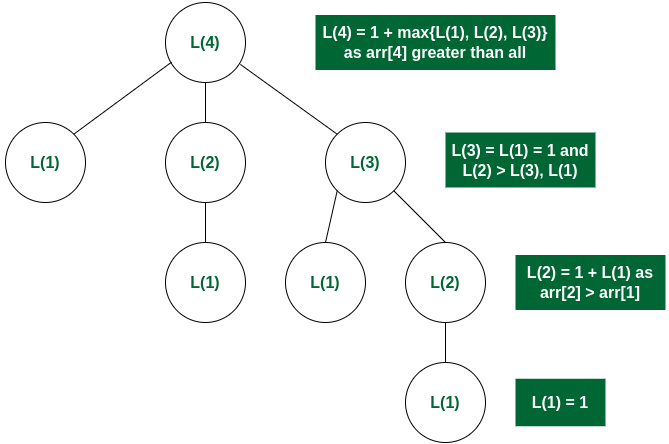 L(4)
L(4) = 1 + max{L(1), L(2), L(3)}
as arr[4] greater than all
L(1)
L(2)
L(3)
L(3) = L(1) = 1 and
L(2) > L(3), L(1)
L(1)
L(1)
L(2)
L(2) = 1 + L(1) as
arr[2] > arr[1]
L(1)
L(1) = 1